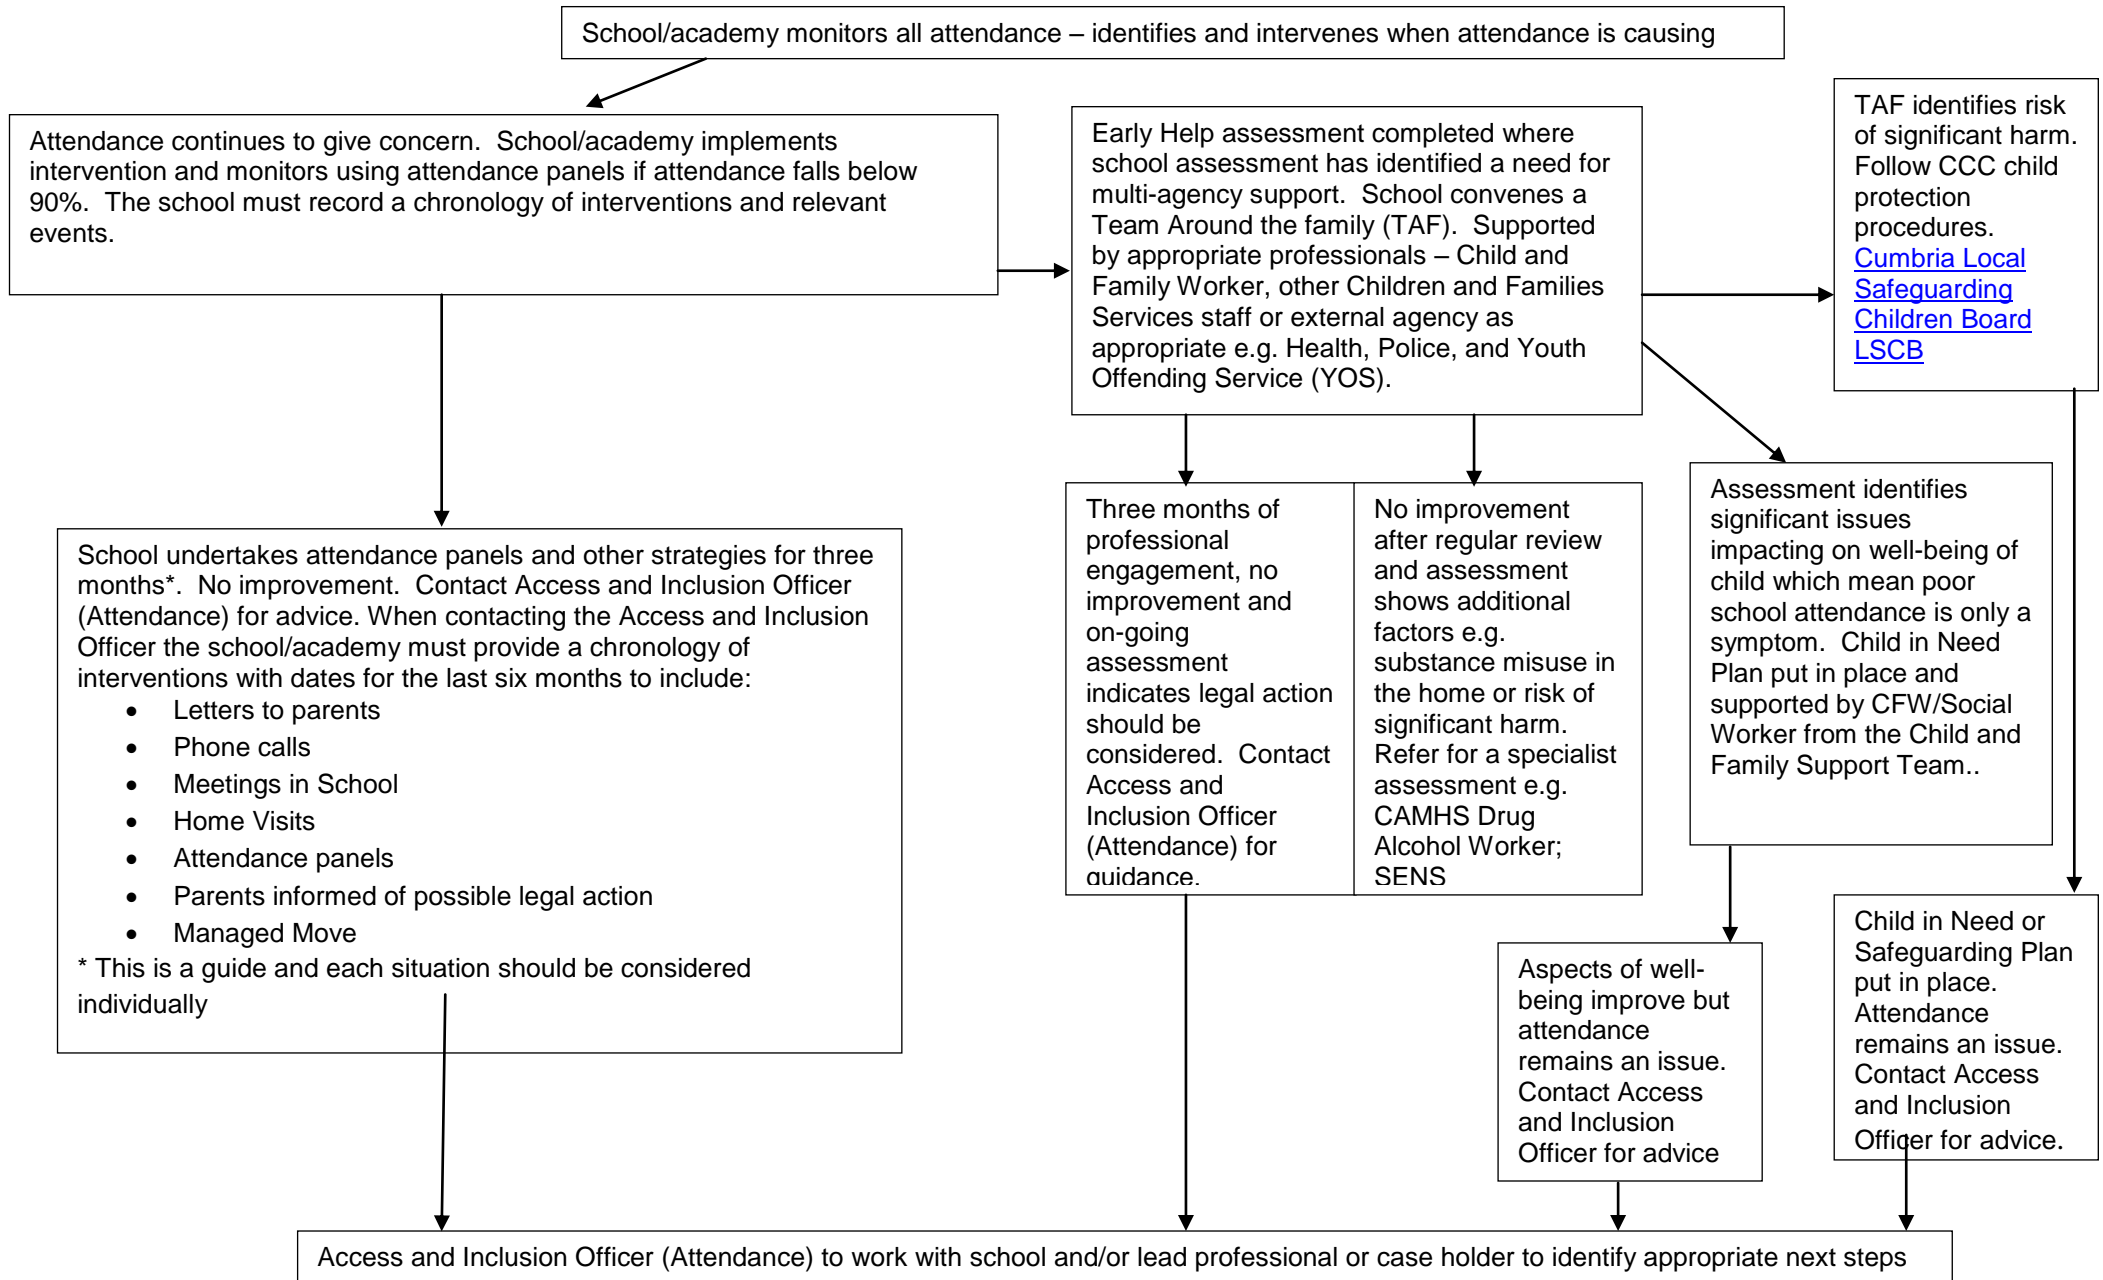 School/academy monitors all attendance – identifies and intervenes when attendance is causing
Attendance continues to give concern.  School/academy implements
intervention and monitors using attendance panels if attendance falls below
90%.  The school must record a chronology of interventions and relevant
events.
Early Help assessment completed where
school assessment has identified a need for
multi-agency support.  School convenes a
Team Around the family (TAF).  Supported
by appropriate professionals – Child and
Family Worker, other Children and Families
Services staff or external agency as
appropriate e.g. Health, Police, and Youth
Offending Service (YOS).
TAF identifies risk
of significant harm.
Follow CCC child
protection
procedures.
Cumbria Local
Safeguarding
Children Board
LSCB
School undertakes attendance panels and other strategies for three
months*.  No improvement.  Contact Access and Inclusion Officer
(Attendance) for advice. When contacting the Access and Inclusion
Officer the school/academy must provide a chronology of
interventions with dates for the last six months to include:
• Letters to parents
• Phone calls
• Meetings in School
• Home Visits
• Attendance panels
• Parents informed of possible legal action
• Managed Move
* This is a guide and each situation should be considered
individually
Three months of
professional
engagement, no
improvement and
on-going
assessment
indicates legal action
should be
considered.  Contact
Access and
Inclusion Officer
(Attendance) for
guidance.
No improvement
after regular review
and assessment
shows additional
factors e.g.
substance misuse in
the home or risk of
significant harm.
Refer for a specialist
assessment e.g.
CAMHS Drug
Alcohol Worker;
SENS
Assessment identifies
significant issues
impacting on well-being of
child which mean poor
school attendance is only a
symptom.  Child in Need
Plan put in place and
supported by CFW/Social
Worker from the Child and
Family Support Team..
Aspects of well-
being improve but
attendance
remains an issue.
Contact Access
and Inclusion
Officer for advice
Child in Need or
Safeguarding Plan
put in place.
Attendance
remains an issue.
Contact Access
and Inclusion
Officer for advice.
Access and Inclusion Officer (Attendance) to work with school and/or lead professional or case holder to identify appropriate next steps